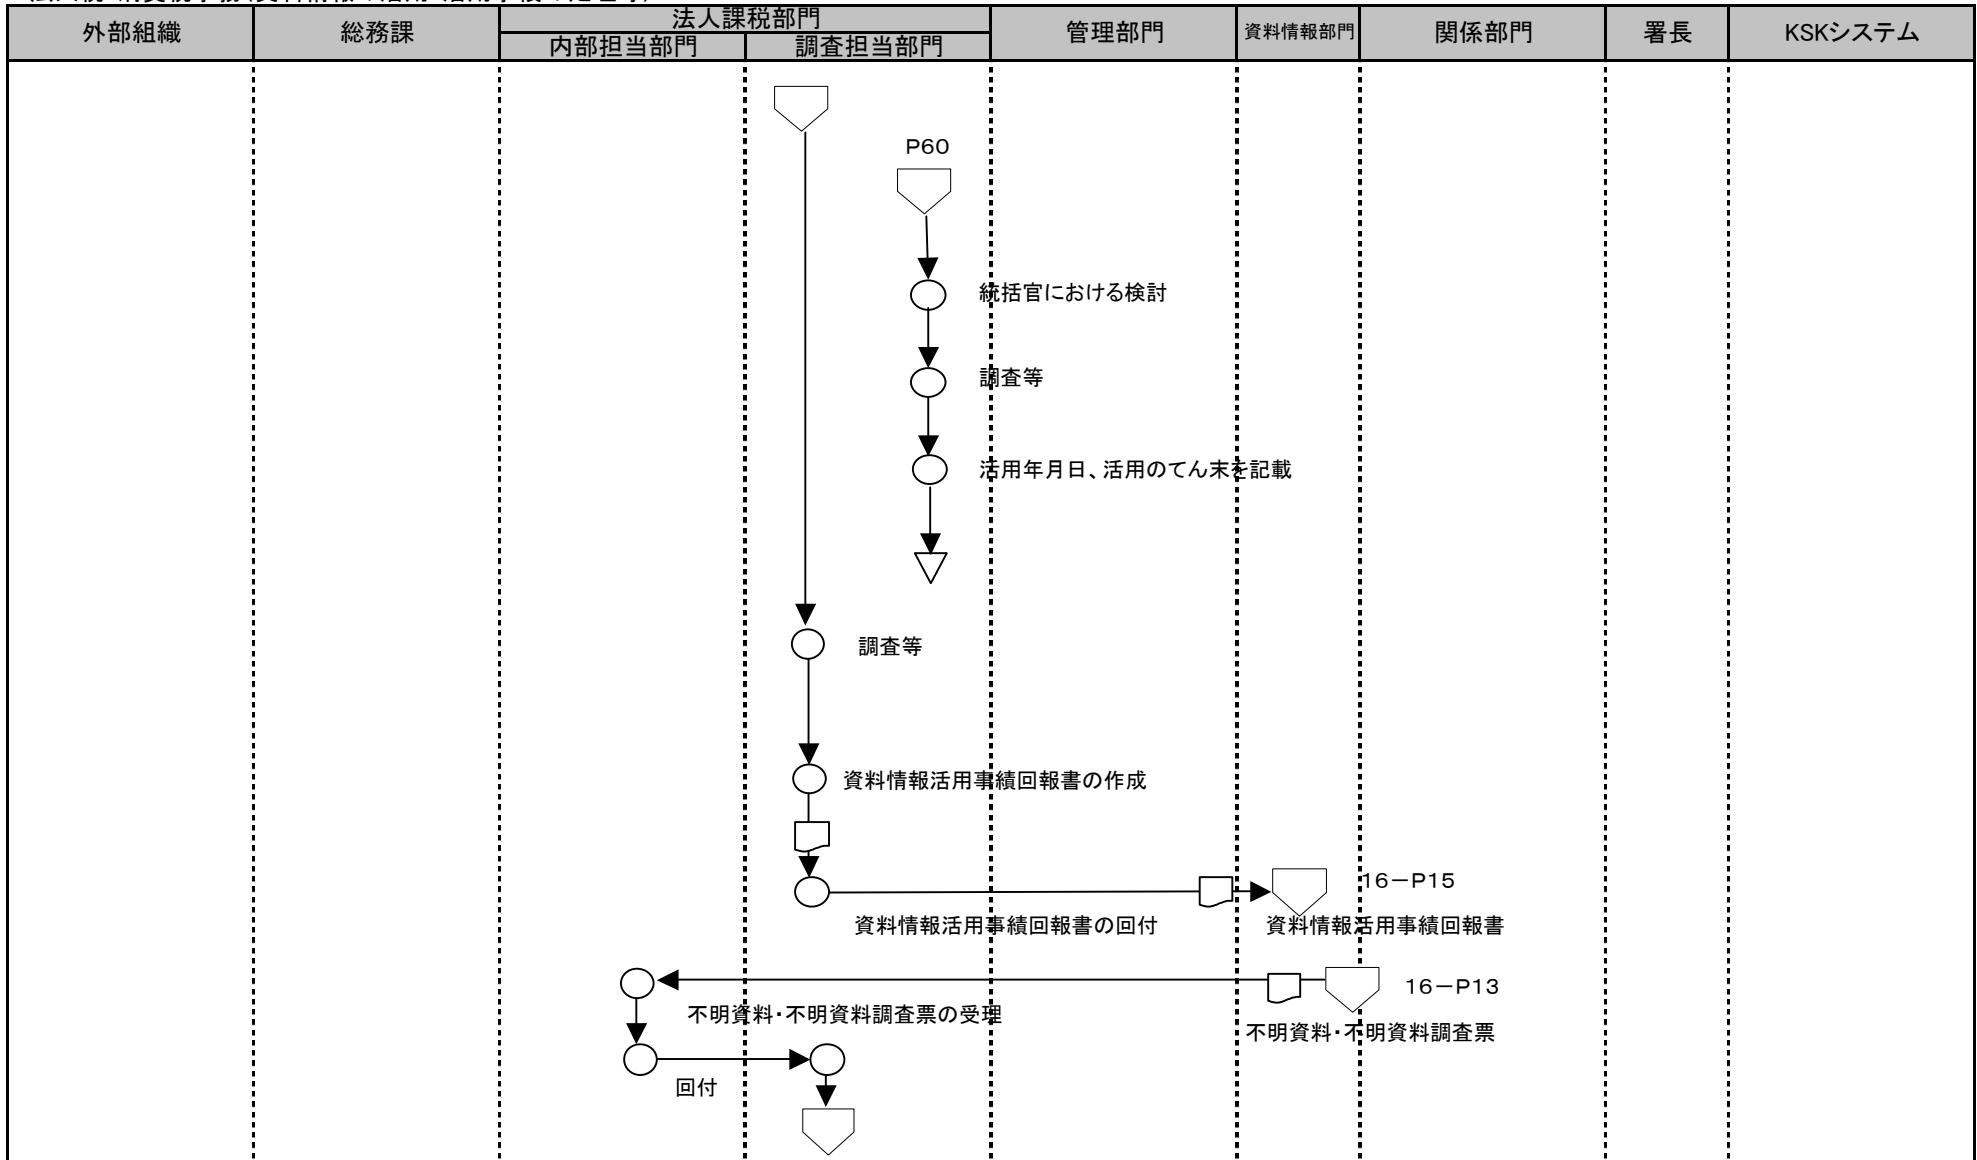 外部組織
総務課
法人課税部門
内部担当部門
調査担当部門
管理部門
資料情報部門
関係部門
署長
KSKシステム
P60
統括官における検討
調査等
活用年月日、活用のてん末を記載
調査等
資料情報活用事績回報書の作成
16－P15
資料情報活用事績回報書の回付
資料情報活用事績回報書
16－P13
不明資料・不明資料調査票の受理
不明資料・不明資料調査票
回付